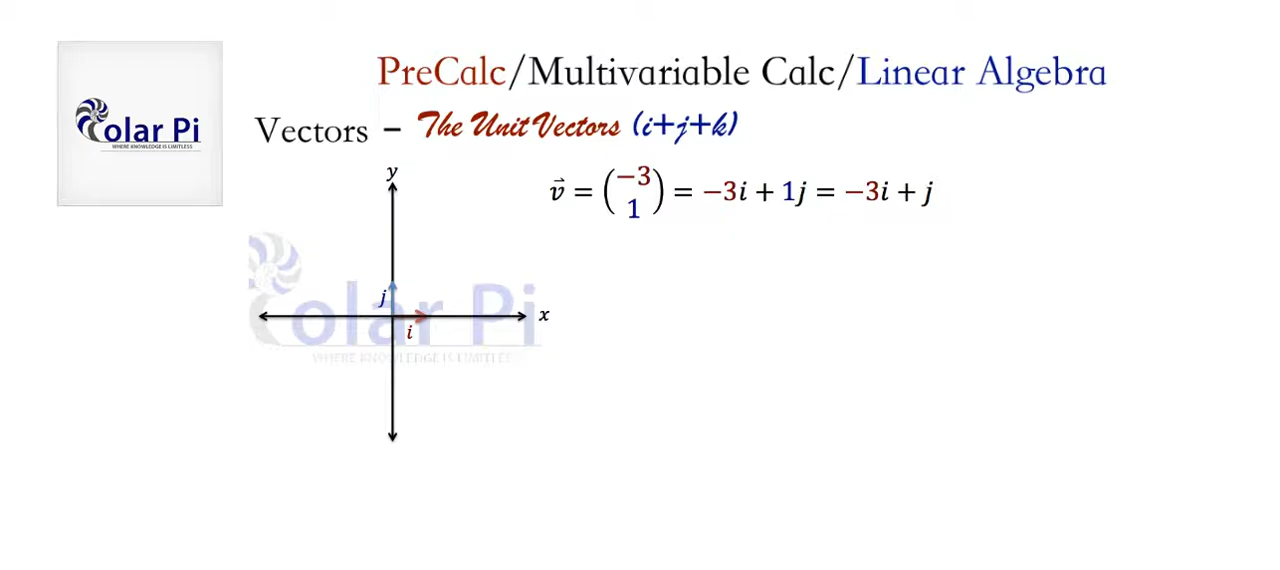 PreCalc/Multivariable Calc/Linear Algebra
Colar Pi
WHERE KNOWLEDGE IS LIMITLESS
Vectors – The Unit Vectors (i+j+k)
y
v⃗ = (−3 1) = −3i + 1j = −3i + j
Colar Pi
j
x
i
WHERE KNOWLEDGE IS LIMITLESS